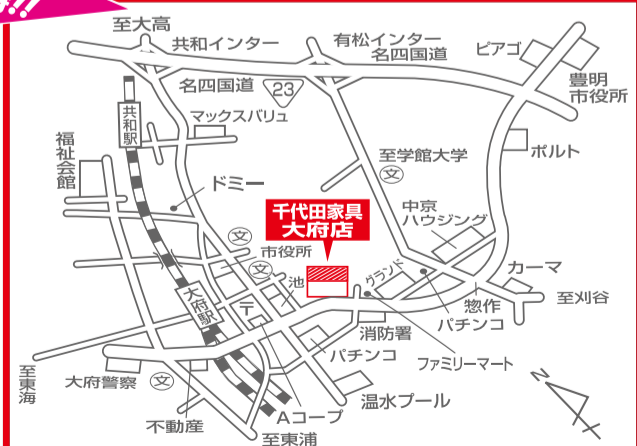 至大高
共和インター
有松インター
名四国道
ピアゴ
豊明
市役所
名四国道
23
共和駅
マックスバリュ
福祉会館
ポルト
至学館大学
文
ドミー
千代田家具
大府店
中京
ハウジング
文
市役所
文
池
グランド
カーマ
大府駅
〒
惣作
至刈谷
パチンコ
消防署
パチンコ
ファミリーマート
至東海
大府警察
文
温水プール
N
不動産
Aコープ
至東浦